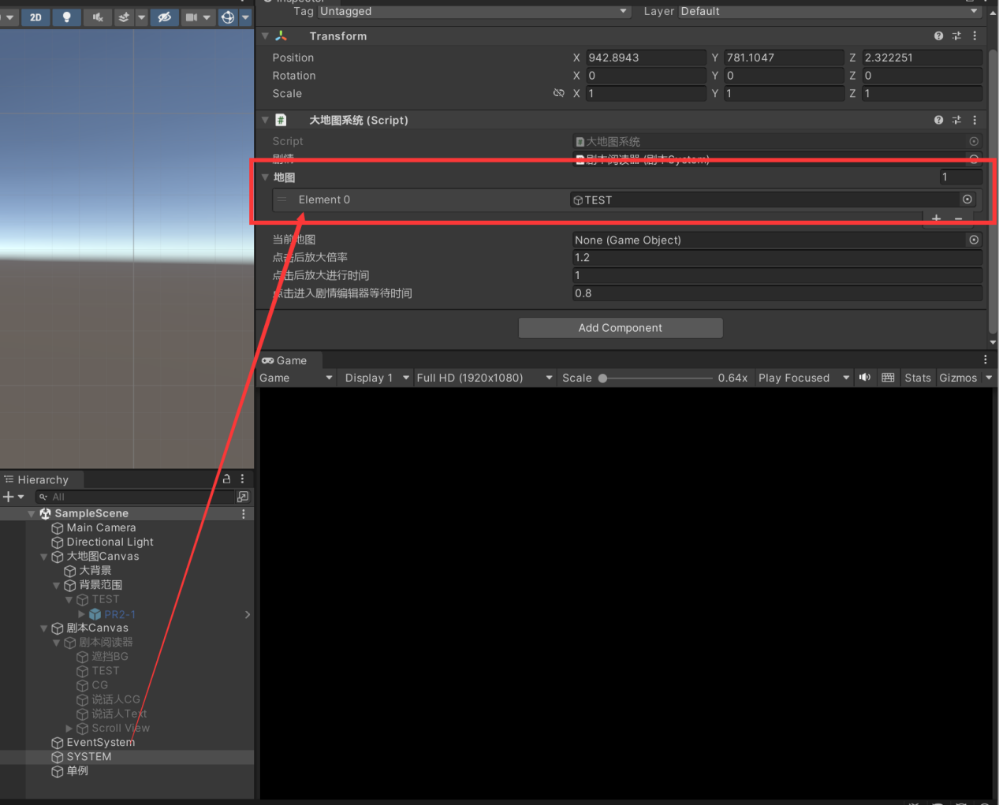 Inspector
2D
Tag Untagged Layer Default
Transform
Position X 942.8943 Y 781.1047 Z 2.322251
Rotation X 0 Y 0 Z 0
Scale X 1 Y 1 Z 1
# 大地图系统 (Script)
Script 大地图系统
剧情 剧本阅读器 (剧本System)
地图 1
Element 0 TEST
+ −
当前地图 None (Game Object)
点击后放大倍率 1.2
点击后放大进行时间 1
点击进入剧情编辑器等待时间 0.8
Add Component
Game
Game Display 1 Full HD (1920x1080) Scale 0.64x Play Focused Stats Gizmos
Hierarchy
+ All
SampleScene
Main Camera
Directional Light
大地图Canvas
大背景
背景范围
TEST
PR2-1
剧本Canvas
剧本阅读器
遮挡BG
TEST
CG
说话人CG
说话人Text
Scroll View
EventSystem
SYSTEM
单例